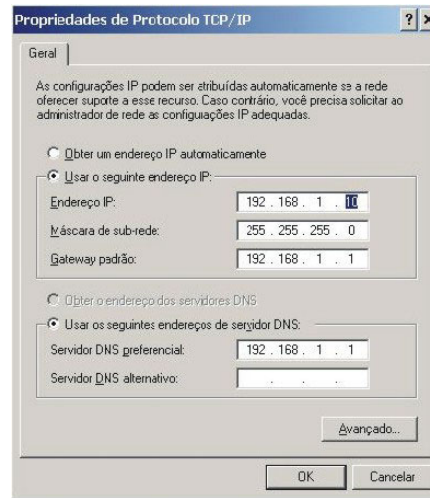 Propriedades de Protocolo TCP/IP
Geral
As configurações IP podem ser atribuídas automaticamente se a rede
oferecer suporte a esse recurso. Caso contrário, você precisa solicitar ao
administrador de rede as configuações IP adequadas.
Obter um endereço IP automaticamente
Usar o seguinte endereço IP:
Endereço IP: 192 . 168 . 1 . 10
Máscara de sub-rede: 255 . 255 . 255 . 0
Gateway padrão: 192 . 168 . 1 . 1
Obter o endereço dos servidores DNS
Usar os seguintes endereços de servidor DNS:
Servidor DNS preferencial: 192 . 168 . 1 . 1
Servidor DNS alternativo: . . .
Avançado...
OK Cancelar